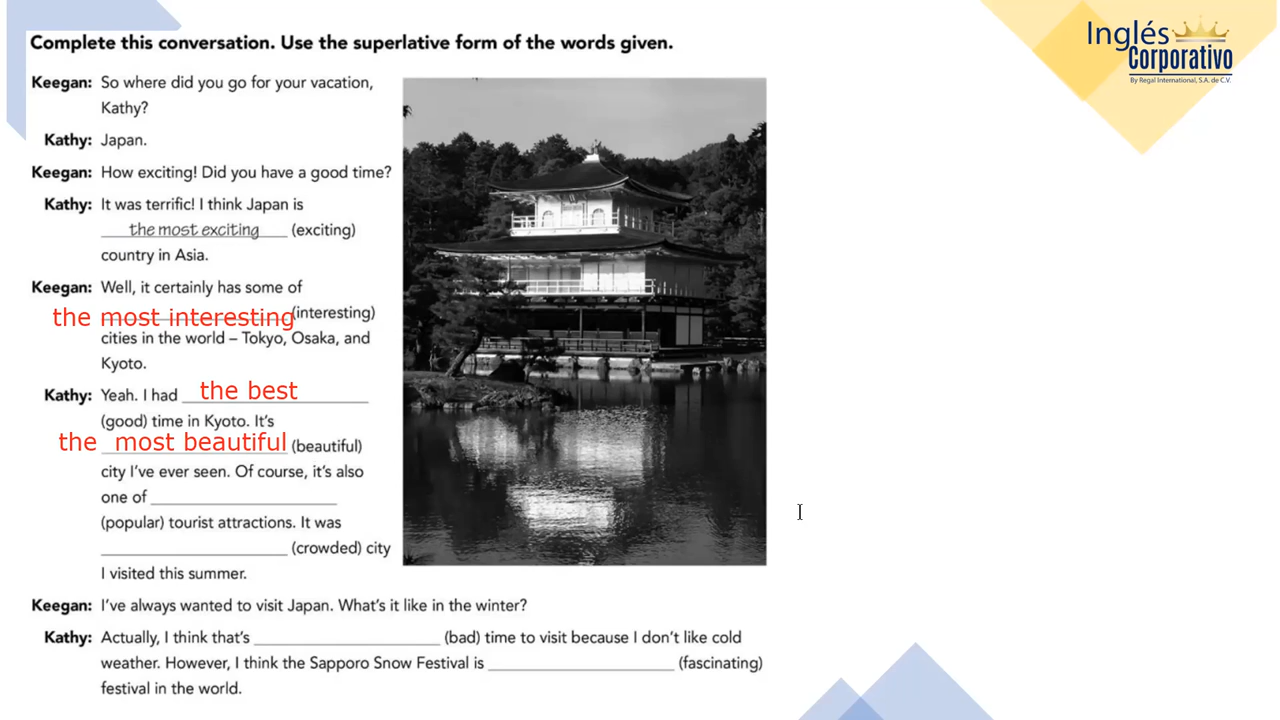 Complete this conversation. Use the superlative form of the words given.
Inglés
Corporativo
By Regal International, S.A. de C.V.
Keegan: So where did you go for your vacation,
Kathy?
Kathy: Japan.
Keegan: How exciting! Did you have a good time?
Kathy: It was terrific! I think Japan is
the most exciting (exciting)
country in Asia.
Keegan: Well, it certainly has some of
the most interesting (interesting)
cities in the world – Tokyo, Osaka, and
Kyoto.
Kathy: Yeah. I had the best
(good) time in Kyoto. It's
the most beautiful (beautiful)
city I've ever seen. Of course, it's also
one of ____________
(popular) tourist attractions. It was
____________ (crowded) city
I visited this summer.
Keegan: I've always wanted to visit Japan. What's it like in the winter?
Kathy: Actually, I think that's ____________ (bad) time to visit because I don't like cold
weather. However, I think the Sapporo Snow Festival is ____________ (fascinating)
festival in the world.